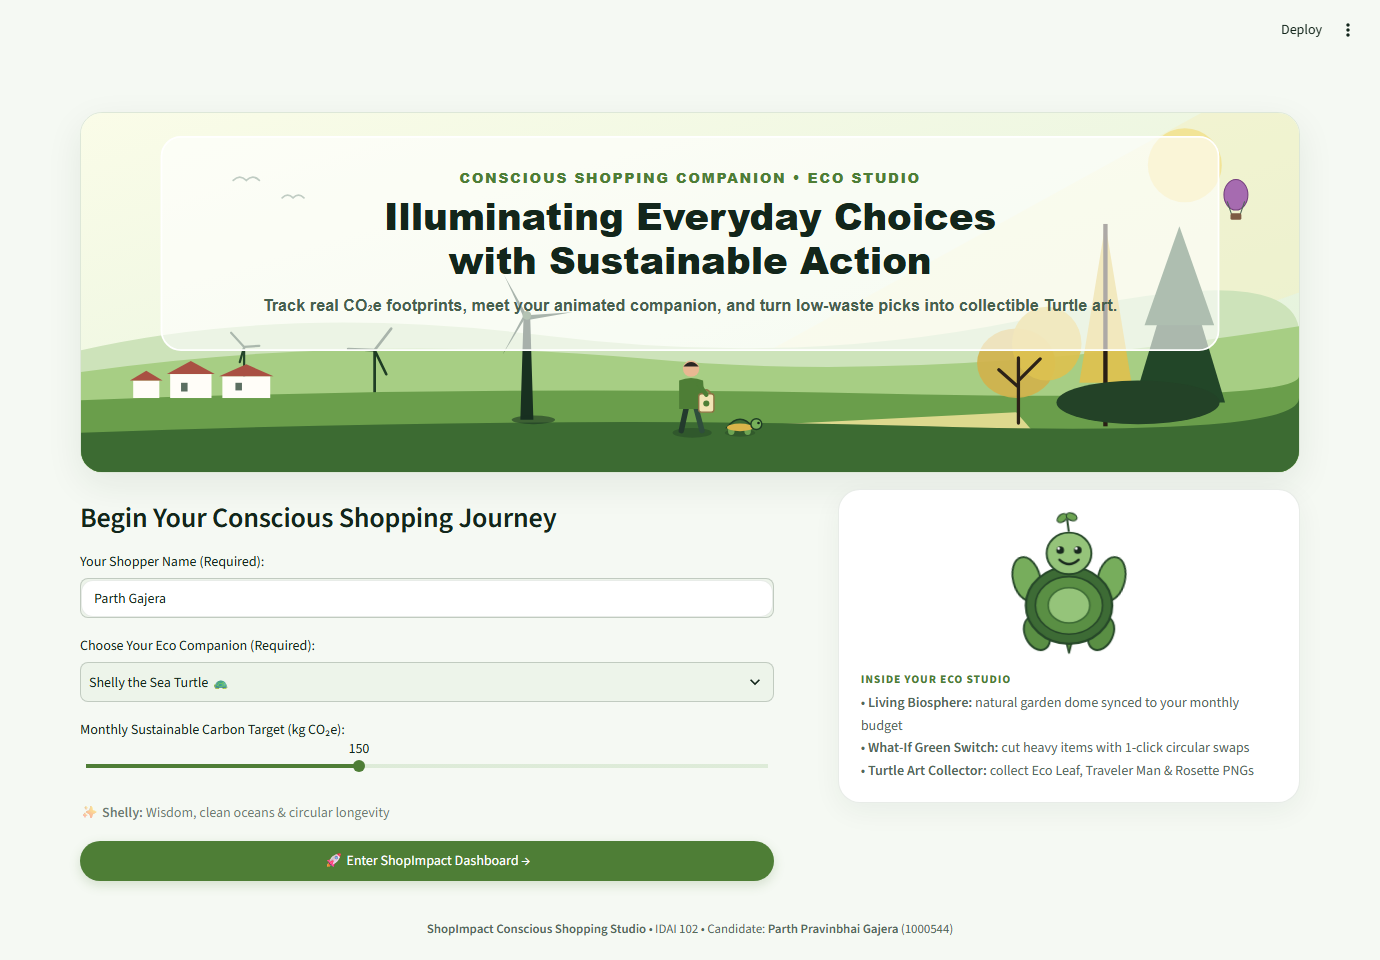 Deploy
CONSCIOUS SHOPPING COMPANION • ECO STUDIO
Illuminating Everyday Choices
with Sustainable Action
Track real CO₂e footprints, meet your animated companion, and turn low-waste picks into collectible Turtle art.
Begin Your Conscious Shopping Journey
Your Shopper Name (Required):
Parth Gajera
Choose Your Eco Companion (Required):
Shelly the Sea Turtle 🐢
Monthly Sustainable Carbon Target (kg CO₂e):
150
✨ Shelly: Wisdom, clean oceans & circular longevity
🚀 Enter ShopImpact Dashboard →
INSIDE YOUR ECO STUDIO
• Living Biosphere: natural garden dome synced to your monthly
budget
• What-If Green Switch: cut heavy items with 1-click circular swaps
• Turtle Art Collector: collect Eco Leaf, Traveler Man & Rosette PNGs
ShopImpact Conscious Shopping Studio • IDAI 102 • Candidate: Parth Pravinbhai Gajera (1000544)